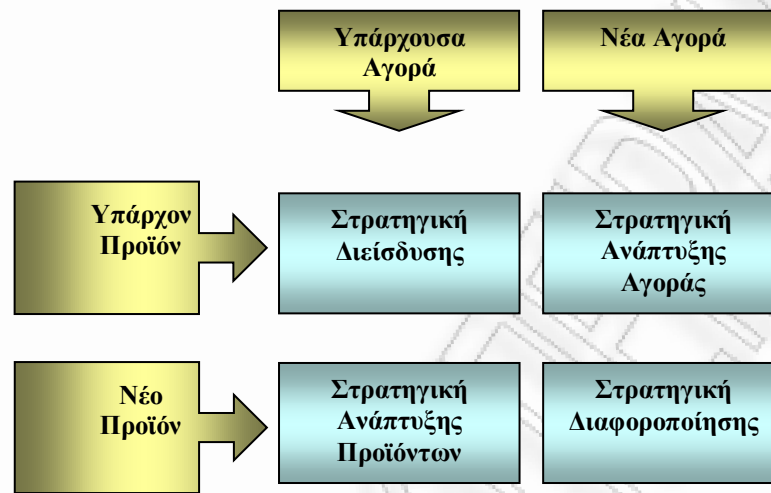 Υπάρχουσα
Αγορά
Νέα Αγορά
Υπάρχον
Προϊόν
Στρατηγική
Διείσδυσης
Στρατηγική
Ανάπτυξης
Αγοράς
Νέο
Προϊόν
Στρατηγική
Ανάπτυξης
Προϊόντων
Στρατηγική
Διαφοροποίησης